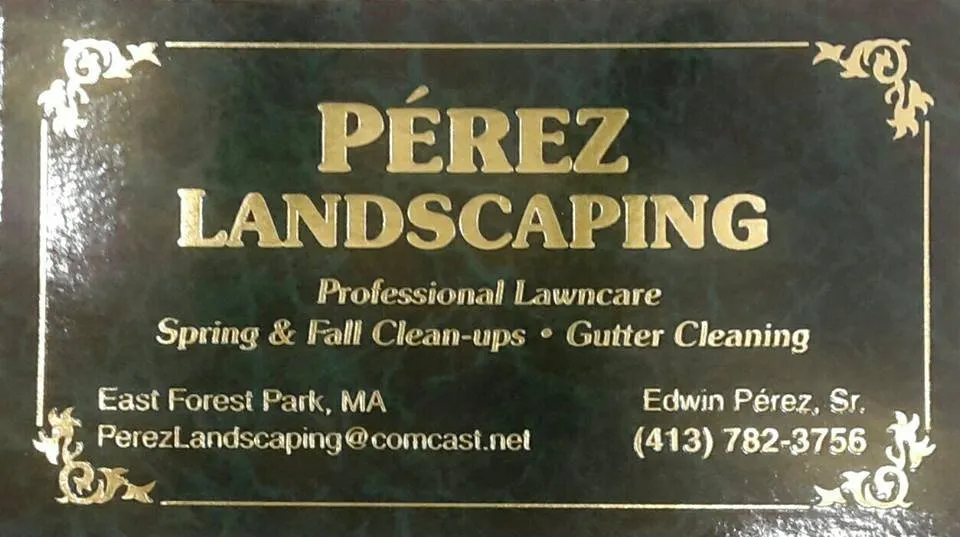 PÉREZ
LANDSCAPING
Professional Lawncare
Spring & Fall Clean-ups • Gutter Cleaning
East Forest Park, MA
Edwin Pérez, Sr.
PerezLandscaping@comcast.net
(413) 782-3756